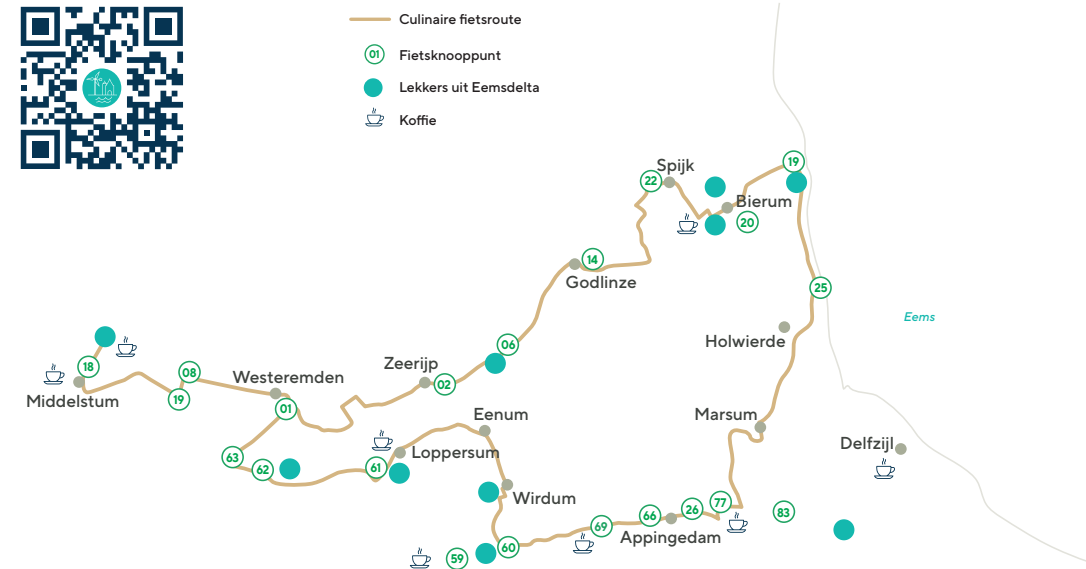 Culinaire fietsroute
01
Fietsknooppunt
Lekkers uit Eemsdelta
Koffie
19
Spijk
22
Bierum
20
14
Godlinze
25
Eems
Holwierde
06
Zeerijp
02
18
08
Westeremden
Middelstum
19
01
Eenum
Marsum
Delfzijl
63
62
61
Loppersum
Wirdum
77
26
66
83
69
Appingedam
60
59